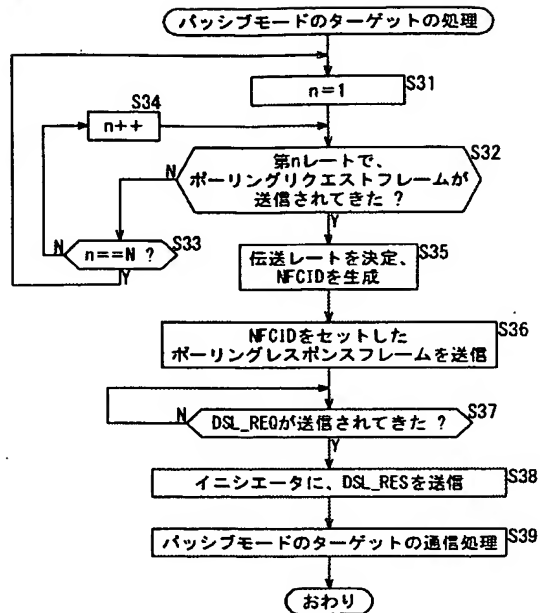 パッシブモードのターゲットの処理
n=1
S31
S34
n++
第nレートで、
ポーリングリクエストフレームが
送信されてきた ?
S32
N
Y
n==N ?
S33
N
Y
伝送レートを決定、
NFCIDを生成
S35
NFCIDをセットした
ポーリングレスポンスフレームを送信
S36
DSL_REQが送信されてきた ?
S37
N
Y
イニシエータに、DSL_RESを送信
S38
パッシブモードのターゲットの通信処理
S39
おわり